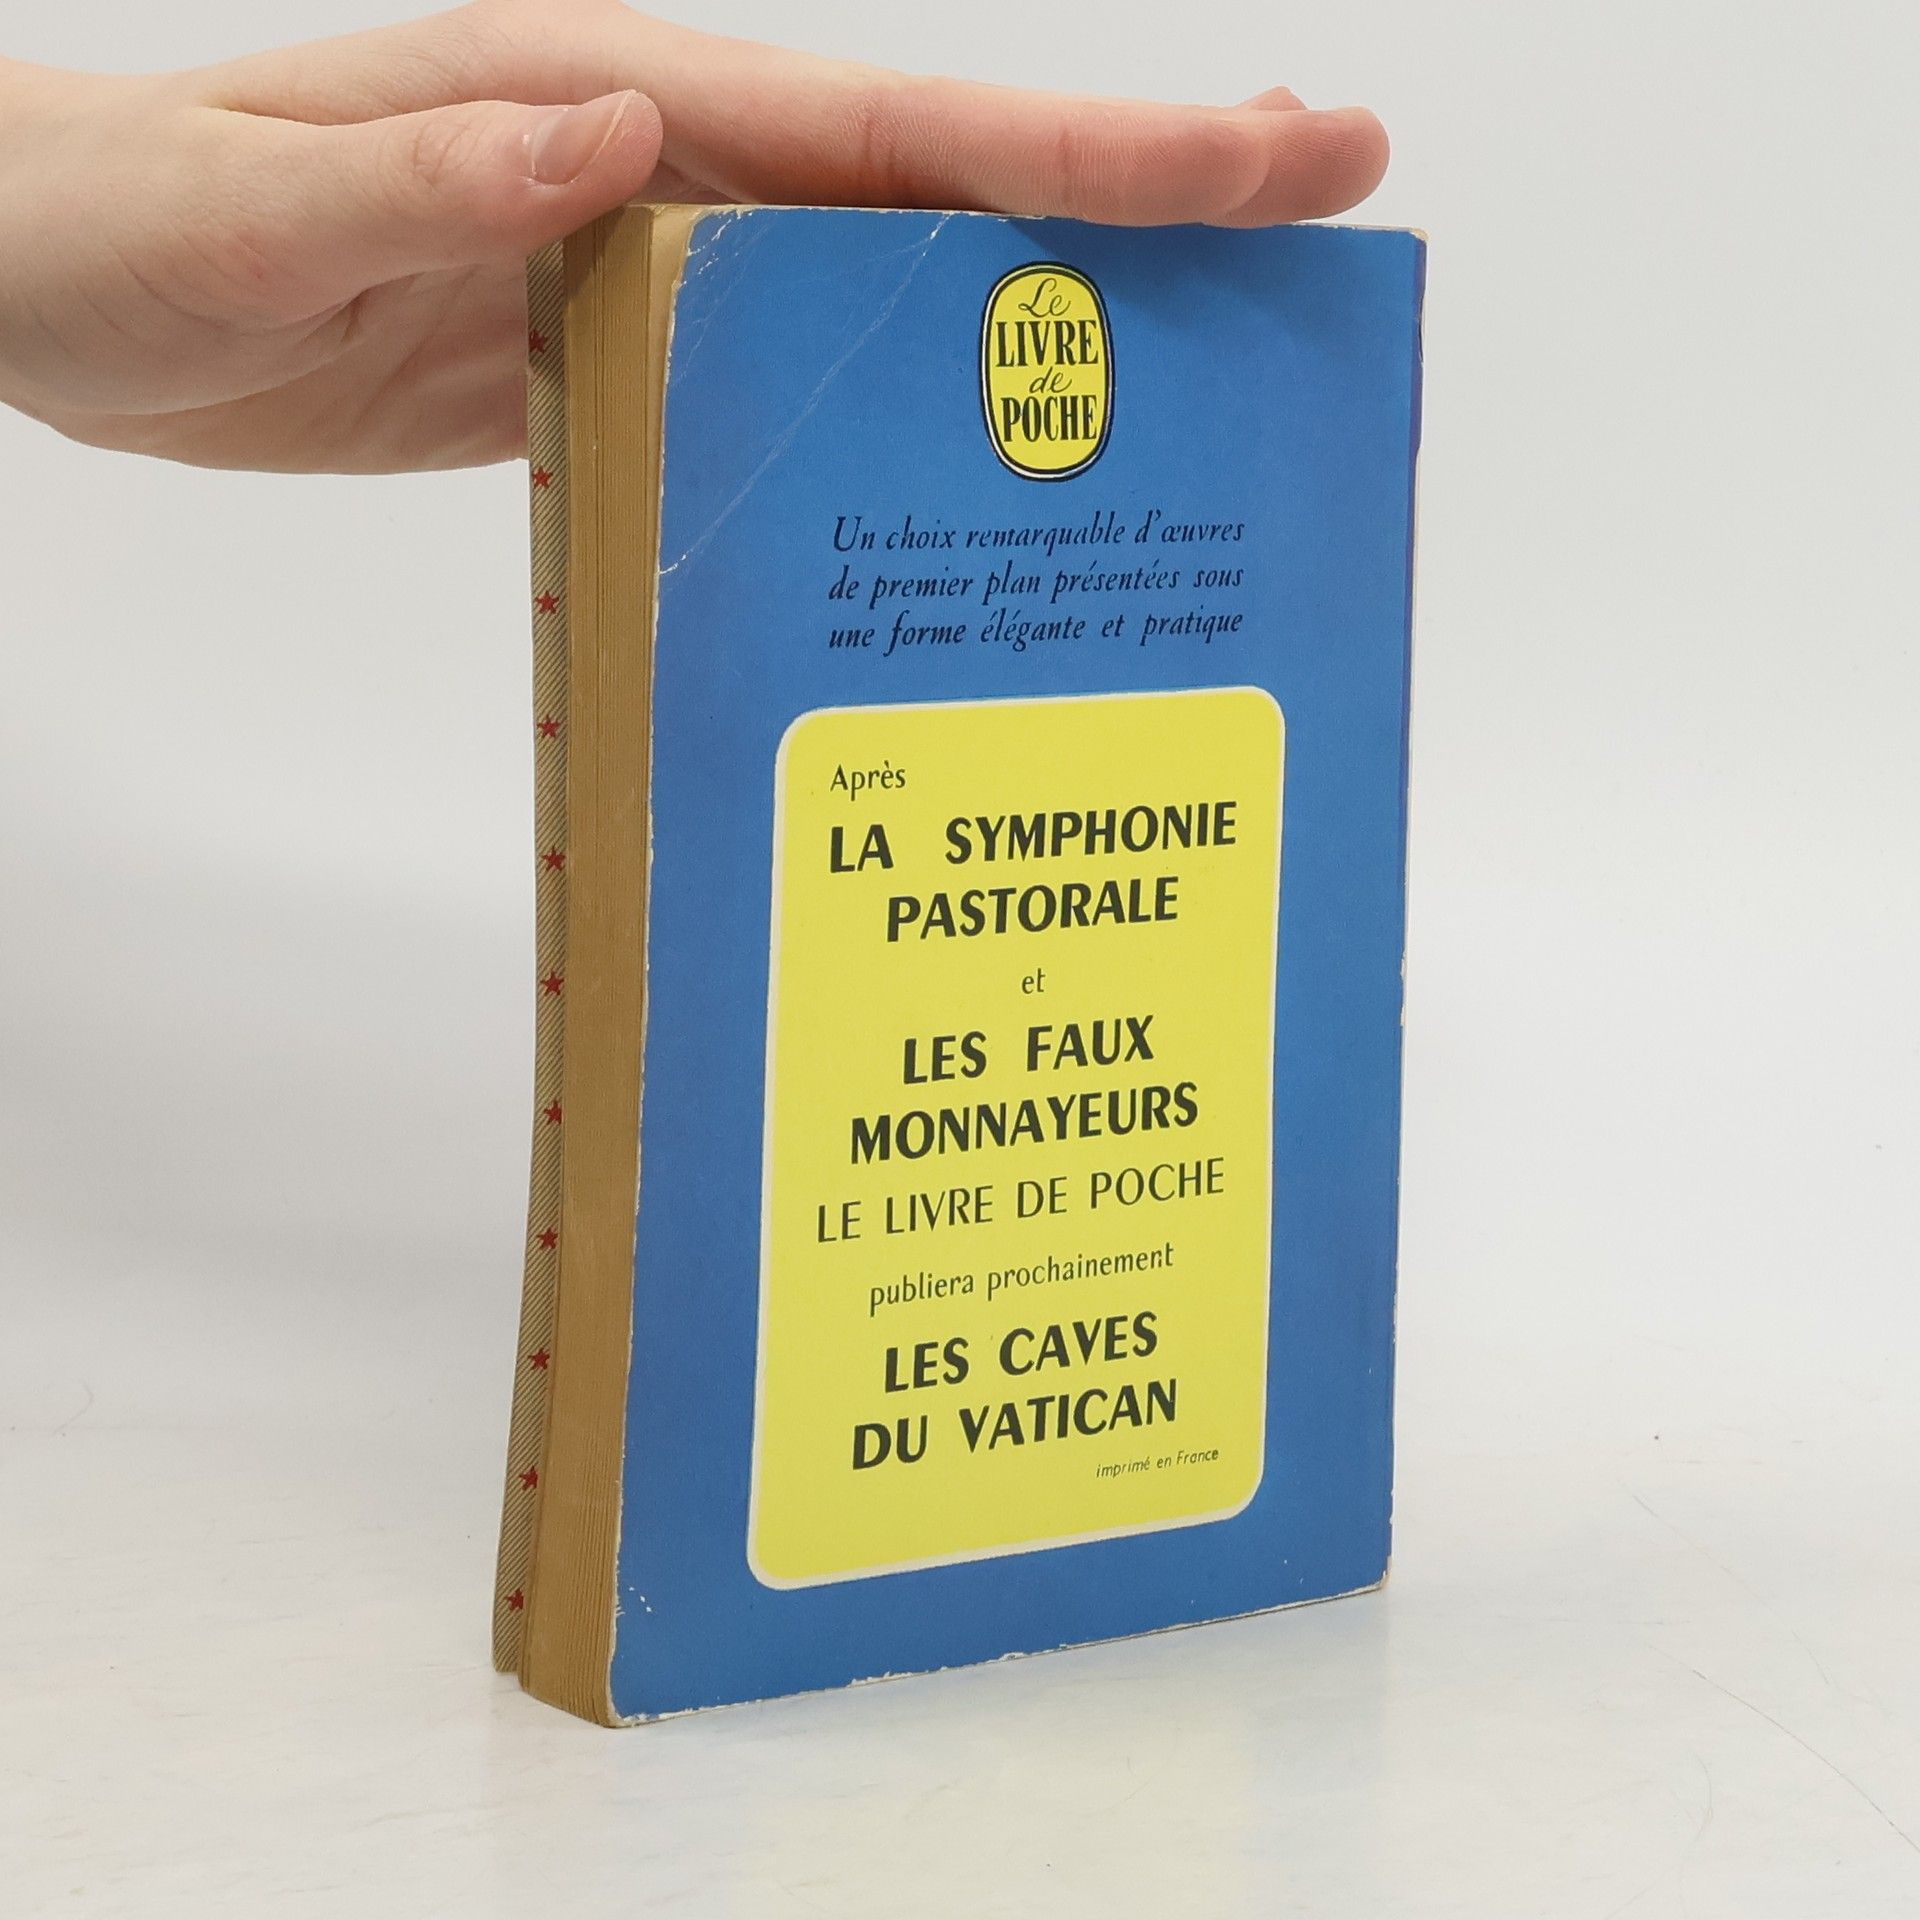 Le
LIVRE
de
POCHE
Un choix remarquable d'œuvres
de premier plan présentées sous
une forme élégante et pratique
Après
LA SYMPHONIE
PASTORALE
et
LES FAUX
MONNAYEURS
LE LIVRE DE POCHE
publiera prochainement
LES CAVES
DU VATICAN
imprimé en France